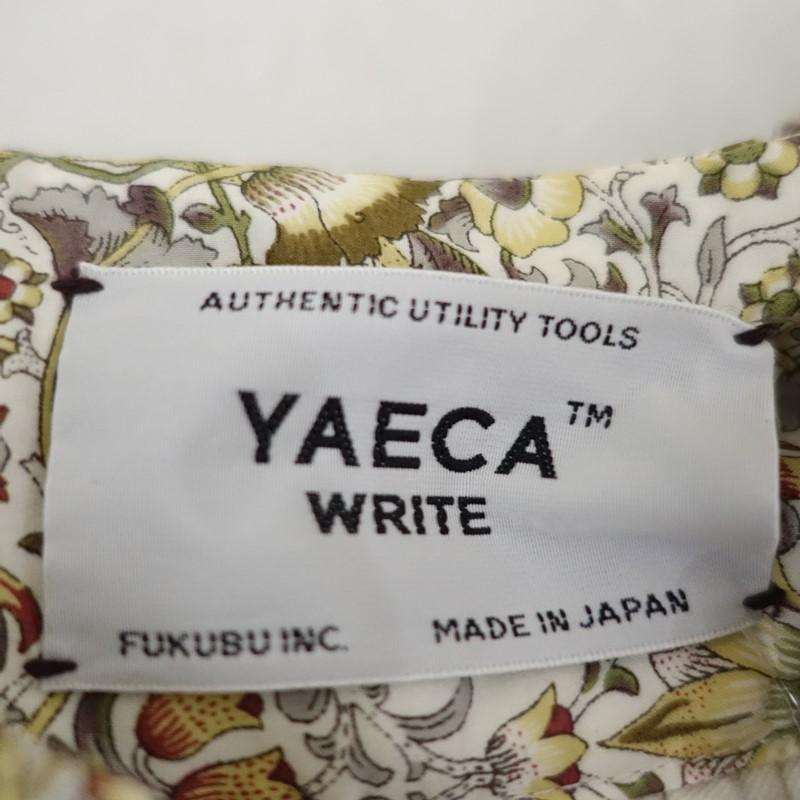 AUTHENTIC UTILITY TOOLS
YAECA™
WRITE
FUKUBU INC. MADE IN JAPAN